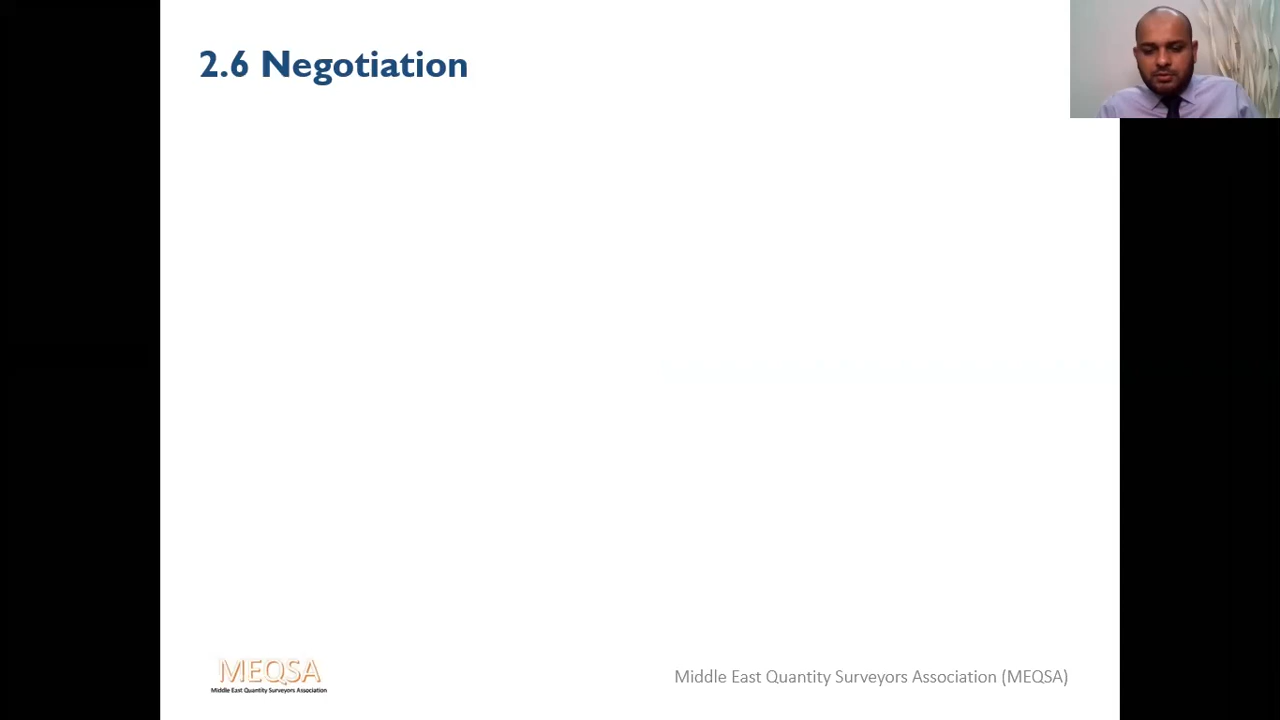 2.6 Negotiation
MEQSA
Middle East Quantity Surveyors Association
Middle East Quantity Surveyors Association (MEQSA)